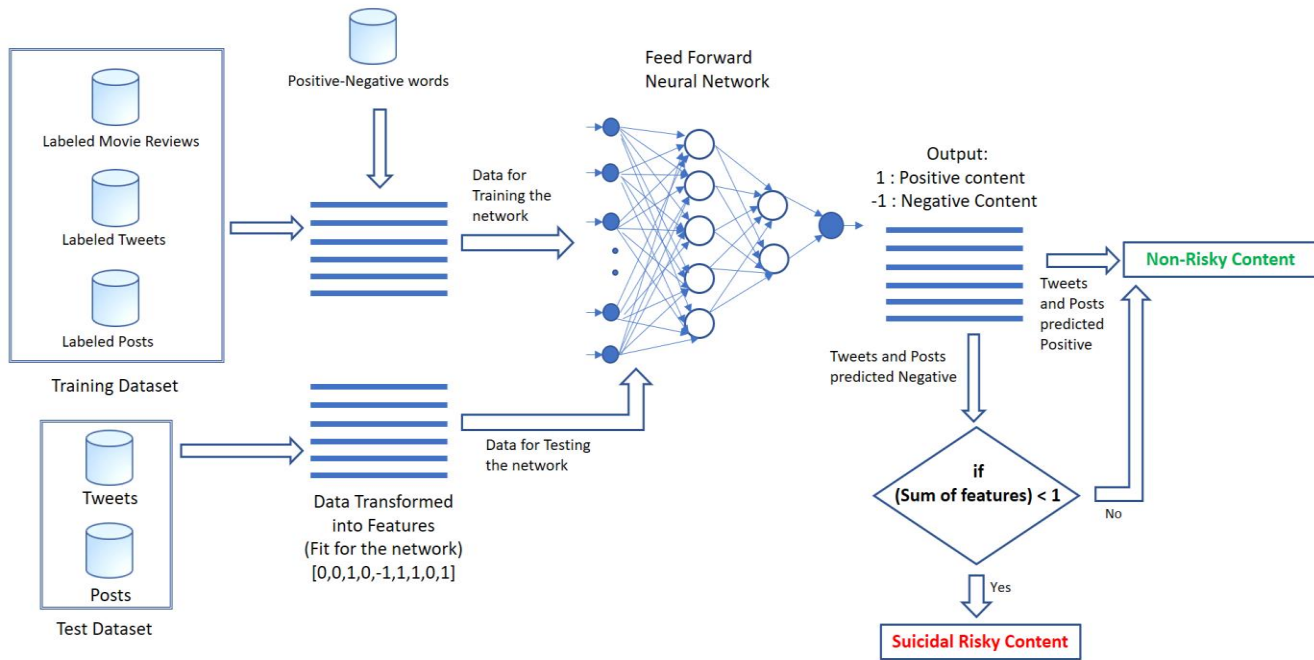 Positive-Negative words
Labeled Movie Reviews
Labeled Tweets
Labeled Posts
Training Dataset
Tweets
Posts
Test Dataset
Data for
Training the
network
Data for Testing
the network
Data Transformed
into Features
(Fit for the network)
[0,0,1,0,-1,1,1,0,1]
Feed Forward
Neural Network
Output:
1 : Positive content
-1 : Negative Content
Tweets
and Posts
predicted
Positive
Non-Risky Content
Tweets and Posts
predicted Negative
if
(Sum of features) < 1
No
Yes
Suicidal Risky Content